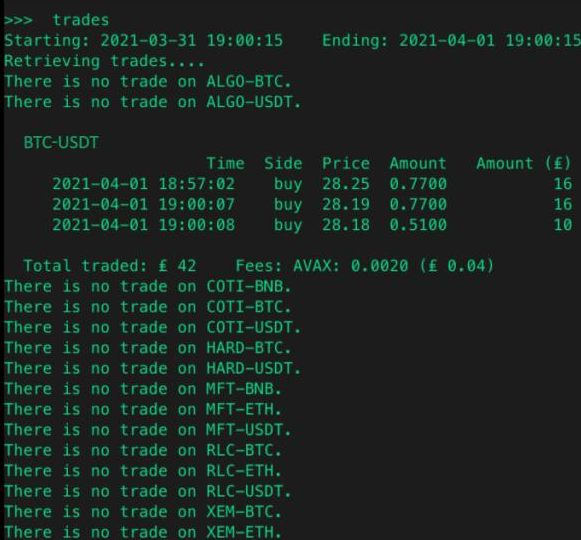 >>> trades
Starting: 2021-03-31 19:00:15 Ending: 2021-04-01 19:00:15
Retrieving trades....
There is no trade on ALGO-BTC.
There is no trade on ALGO-USDT.
BTC-USDT
Time Side Price Amount Amount (£)
2021-04-01 18:57:02 buy 28.25 0.7700 16
2021-04-01 19:00:07 buy 28.19 0.7700 16
2021-04-01 19:00:08 buy 28.18 0.5100 10
Total traded: £ 42 Fees: AVAX: 0.0020 (£ 0.04)
There is no trade on COTI-BNB.
There is no trade on COTI-BTC.
There is no trade on COTI-USDT.
There is no trade on HARD-BTC.
There is no trade on HARD-USDT.
There is no trade on MFT-BNB.
There is no trade on MFT-ETH.
There is no trade on MFT-USDT.
There is no trade on RLC-BTC.
There is no trade on RLC-ETH.
There is no trade on RLC-USDT.
There is no trade on XEM-BTC.
There is no trade on XEM-ETH.